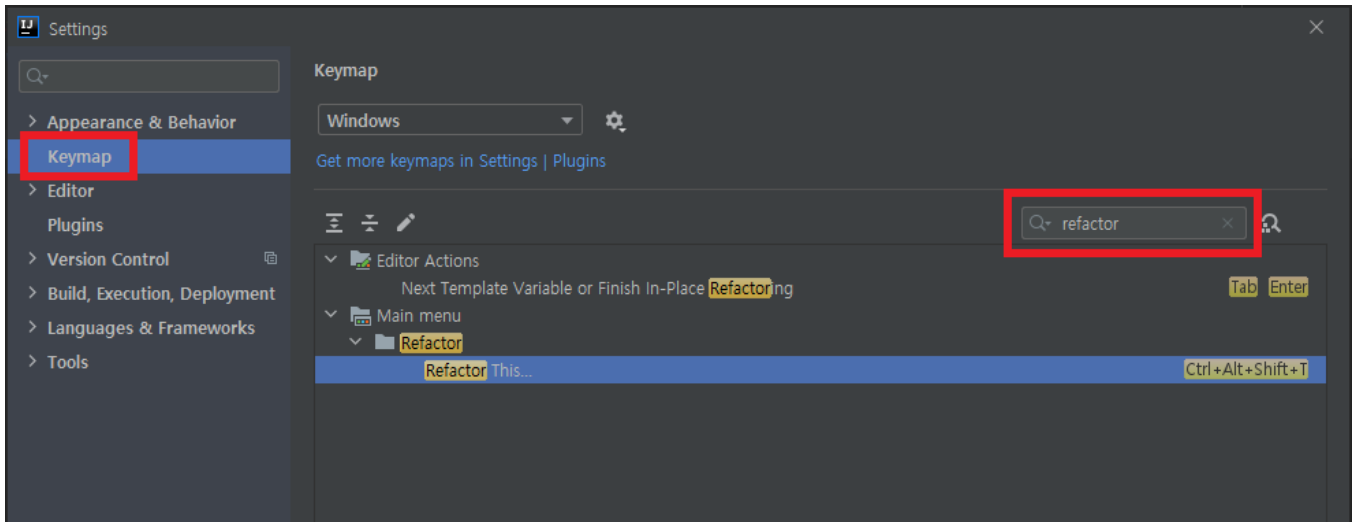 IJ Settings
Keymap
Appearance & Behavior
Keymap
Editor
Plugins
Version Control
Build, Execution, Deployment
Languages & Frameworks
Tools
Windows
Get more keymaps in Settings | Plugins
refactor
Editor Actions
Next Template Variable or Finish In-Place Refactoring Tab Enter
Main menu
Refactor
Refactor This... Ctrl+Alt+Shift+T